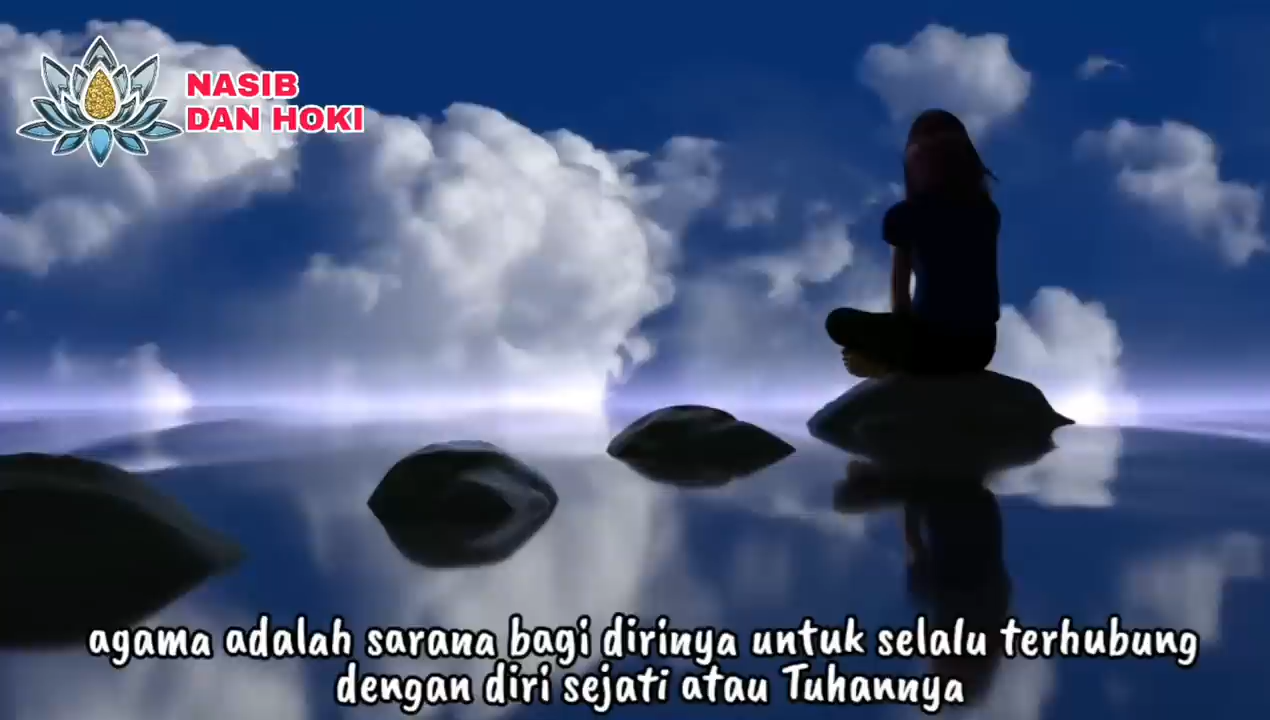 NASIB
DAN HOKI
agama adalah sarana bagi dirinya untuk selalu terhubung
dengan diri sejati atau Tuhannya